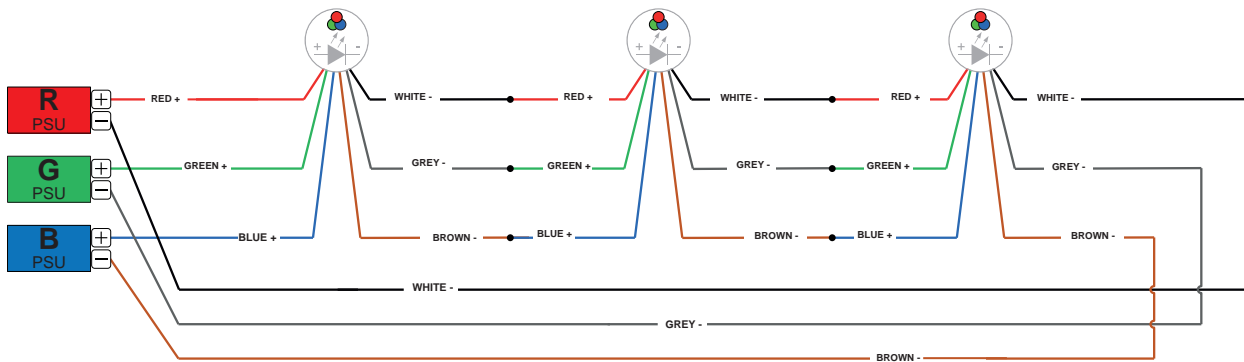 + - + - + -
R + RED + WHITE - RED + WHITE - RED + WHITE -
PSU −
G + GREEN + GREY - GREEN + GREY - GREEN + GREY -
PSU −
B + BLUE + BROWN - BLUE + BROWN - BLUE + BROWN -
PSU −
WHITE -
GREY -
BROWN -